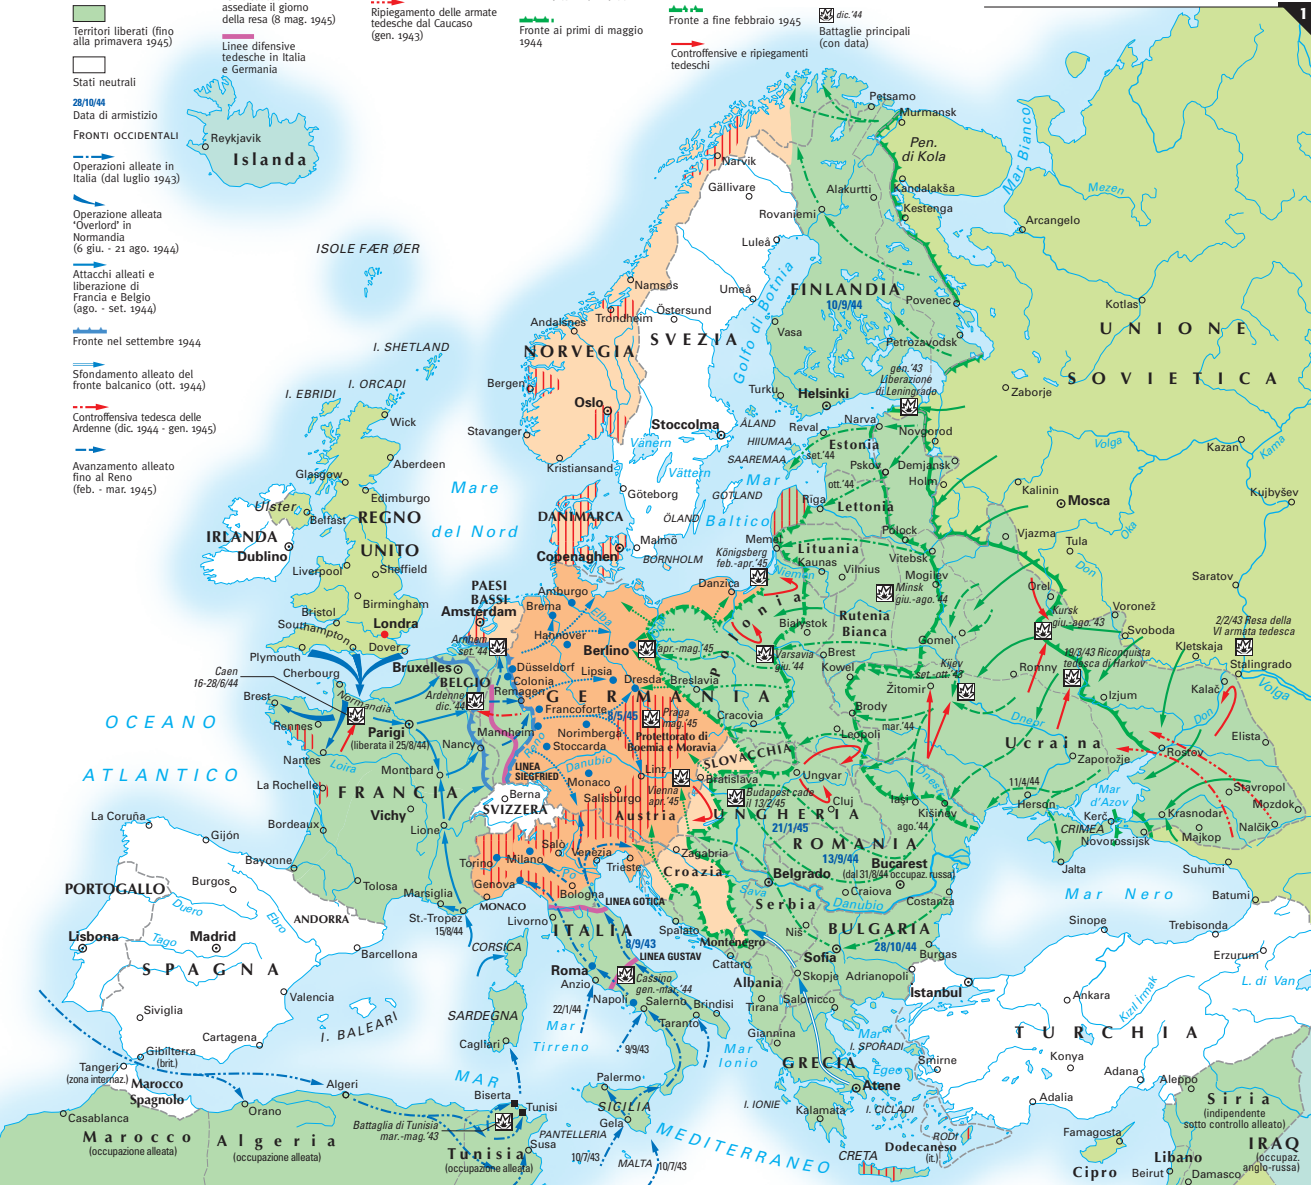 assediate il giorno
della resa (8 mag. 1945)
Territori liberati (fino
alla primavera 1945)
Linee difensive
tedesche in Italia
e Germania
Ripiegamento delle armate
tedesche dal Caucaso
(gen. 1943)
Fronte ai primi di maggio
1944
Fronte a fine febbraio 1945
Controffensive e ripiegamenti
tedeschi
dic.'44
Battaglie principali
(con data)
1
Stati neutrali
28/10/44
Data di armistizio
FRONTI OCCIDENTALI
Operazioni alleate in
Italia (dal luglio 1943)
Operazione alleata
'Overlord' in
Normandia
(6 giu. - 21 ago. 1944)
Attacchi alleati e
liberazione di
Francia e Belgio
(ago. - set. 1944)
Fronte nel settembre 1944
Sfondamento alleato del
fronte balcanico (ott. 1944)
Controffensiva tedesca delle
Ardenne (dic. 1944 - gen. 1945)
Avanzamento alleato
fino al Reno
(feb. - mar. 1945)
Reykjavik
Islanda
ISOLE FÆR ØER
I. SHETLAND
I. ORCADI
I. EBRIDI
Wick
Aberdeen
Glasgow
Edimburgo
Ulster
Belfast
REGNO
UNITO
IRLANDA
Dublino
Liverpool
Sheffield
Birmingham
Bristol
Londra
Southampton
Dover
Plymouth
Mare
del Nord
Petsamo
Murmansk
Pen.
di Kola
Mar Bianco
Mezen
Narvik
Gällivare
Alakurtti
Kandalakša
Rovaniemi
Kestenga
Arcangelo
Luleå
Golfo di Botnia
FINLANDIA
10/9/44
Povenec
Kotlas
Namsos
Umeå
Östersund
Trondheim
Andalsnes
Vasa
Petrozavodsk
UNIONE
SOVIETICA
NORVEGIA
SVEZIA
Bergen
gen.'43
Liberazione
di Leningrado
Turku
Helsinki
Zaborje
Oslo
Stoccolma
ÅLAND
Reval
Narva
Novgorod
Stavanger
Vänern
HIIUMAA
Estonia
Volga
Kazan
Kama
Kristiansand
Vättern
SAAREMAA
set.'44
Pskov
Demjansk
Holm
Göteborg
GOTLAND
Mar
Baltico
ott.'44
Kalinin
Mosca
Kujbyšev
DANIMARCA
ÖLAND
Riga
Lettonia
Oka
Copenaghen
Malmö
BORNHOLM
Memel
Polock
Vjazma
Tula
Königsberg
feb.-apr.'45
Lituania
Kaunas
Vilnius
Niemen
Vitebsk
Mogilev
Don
Saratov
PAESI
BASSI
Amsterdam
Amburgo
Brema
Elba
Danzica
Minsk
giu.-ago.'44
Orel
Kursk
giu.-ago.'43
Voronež
Svoboda
2/2/43 Resa della
VI armata tedesca
Arnhem
set.'44
Hannover
Berlino
apr.-mag.'45
Polonia
Bialystok
Rutenia
Bianca
Gomel
19/3/43 Riconquista
tedesca di Harkov
Kletskaja
Stalingrado
Varsavia
giu.'44
Brest
Kowel
Kijev
set.-ott.'43
Romny
Bruxelles
BELGIO
Düsseldorf
Colonia
Remagen
Lipsia
Dresda
Breslavia
Žitomir
Izjum
Kalač
Volga
Caen
16-28/6/44
Cherbourg
Ardenne
dic.'44
GERMANIA
Brest
Normandia
Francoforte
8/5/45
Praga
mag.'45
Cracovia
Brody
mar.'44
Dnepr
Don
OCEANO
ATLANTICO
Rennes
Parigi
(liberata il 25/8/44)
Mannheim
Norimberga
Protettorato di
Boemia e Moravia
Leopoli
Ucraina
Elista
Nancy
Stoccarda
Reno
SLOVACCHIA
Rostov
Nantes
Loira
LINEA
SIEGFRIED
Danubio
Linz
Bratislava
Ungvar
Dnestr
Zaporožje
Montbard
La Rochelle
FRANCIA
Berna
SVIZZERA
Monaco
Salisburgo
Vienna
apr.'45
Budapest cade
il 13/2/45
11/4/44
Herson
Mar
d'Azov
Stavropol
Mozdok
Vichy
Austria
UNGHERIA
21/1/45
Cluj
Iaşi
Kišinev
ago.'44
La Coruña
Bordeaux
Lione
Kerč
CRIMEA
Krasnodar
Nalčik
Gijón
Salò
Venezia
Zagabria
ROMANIA
13/9/44
Novorossijsk
Majkop
Bayonne
Torino
Milano
Trieste
Croazia
Bucarest
(dal 31/8/44 occupaz. russa)
Jalta
Suhumi
Burgos
Tolosa
Genova
Po
Bologna
Belgrado
Craiova
PORTOGALLO
Marsiglia
MONACO
LINEA GOTICA
Sava
Serbia
Danubio
Costanza
Mar Nero
Batumi
ANDORRA
St.-Tropez
15/8/44
Livorno
ITALIA
Spalato
Niš
Duero
Ebro
CORSICA
8/9/43
Montenegro
BULGARIA
28/10/44
Sinope
Trebisonda
Lisbona
Tago
Madrid
Barcellona
LINEA GUSTAV
Cattaro
Sofia
Burgas
Erzurum
SPAGNA
Roma
Cassino
gen.-mar.'44
Skopje
Adrianopoli
Anzio
Albania
Istanbul
L. di Van
Valencia
Napoli
Salerno
Brindisi
Tirana
Salonicco
Ankara
Kızıl Irmak
Siviglia
SARDEGNA
22/1/44
Taranto
Cartagena
I. BALEARI
Cagliari
Mar
Tirreno
9/9/43
Mar
Ionio
Giannina
Mar
Egeo
I. SPORADI
TURCHIA
Gibilterra
(brit.)
Tangeri
(zona internaz.)
GRECIA
Smirne
Konya
Marocco
Spagnolo
Algeri
MAR
MEDITERRANEO
Biserta
Palermo
SICILIA
Atene
Adana
Aleppo
Casablanca
Orano
Tunisi
Gela
I. IONIE
I. CICLADI
Adalia
Siria
(indipendente
sotto controllo alleato)
Battaglia di Tunisia
mar.-mag.'43
Kalamata
Marocco
(occupazione alleata)
Algeria
(occupazione alleata)
PANTELLERIA
Susa
RODI
Dodecaneso
(it.)
Famagosta
Tunisia
(occupazione alleata)
10/7/43
MALTA
10/7/43
CRETA
Cipro
Libano
Beirut
Damasco
IRAQ
(occupaz.
anglo-russa)